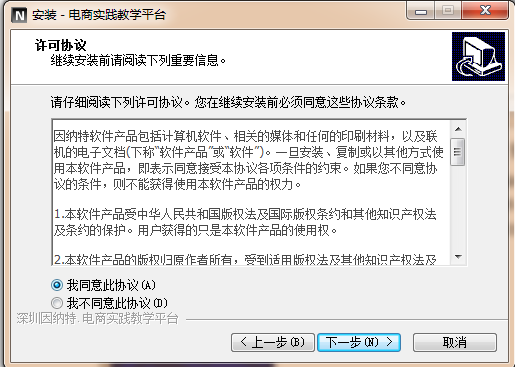 安装 - 电商实践教学平台
许可协议
继续安装前请阅读下列重要信息。
请仔细阅读下列许可协议。您在继续安装前必须同意这些协议条款。
因纳特软件产品包括计算机软件、相关的媒体和任何的印刷材料，以及联
机的电子文档(下称“软件产品”或“软件”)。一旦安装、复制或以其他方式使
用本软件产品，即表示同意接受本协议各项条件的约束。如果您不同意协
议的条件，则不能获得使用本软件产品的权力。
1.本软件产品受中华人民共和国版权法及国际版权条约和其他知识产权法
及条约的保护。用户获得的只是本软件产品的使用权。
2.本软件产品的版权归原作者所有，受到适用版权法及其他知识产权法及
我同意此协议(A)
我不同意此协议(D)
深圳因纳特.电商实践教学平台
< 上一步(B)
下一步(N) >
取消